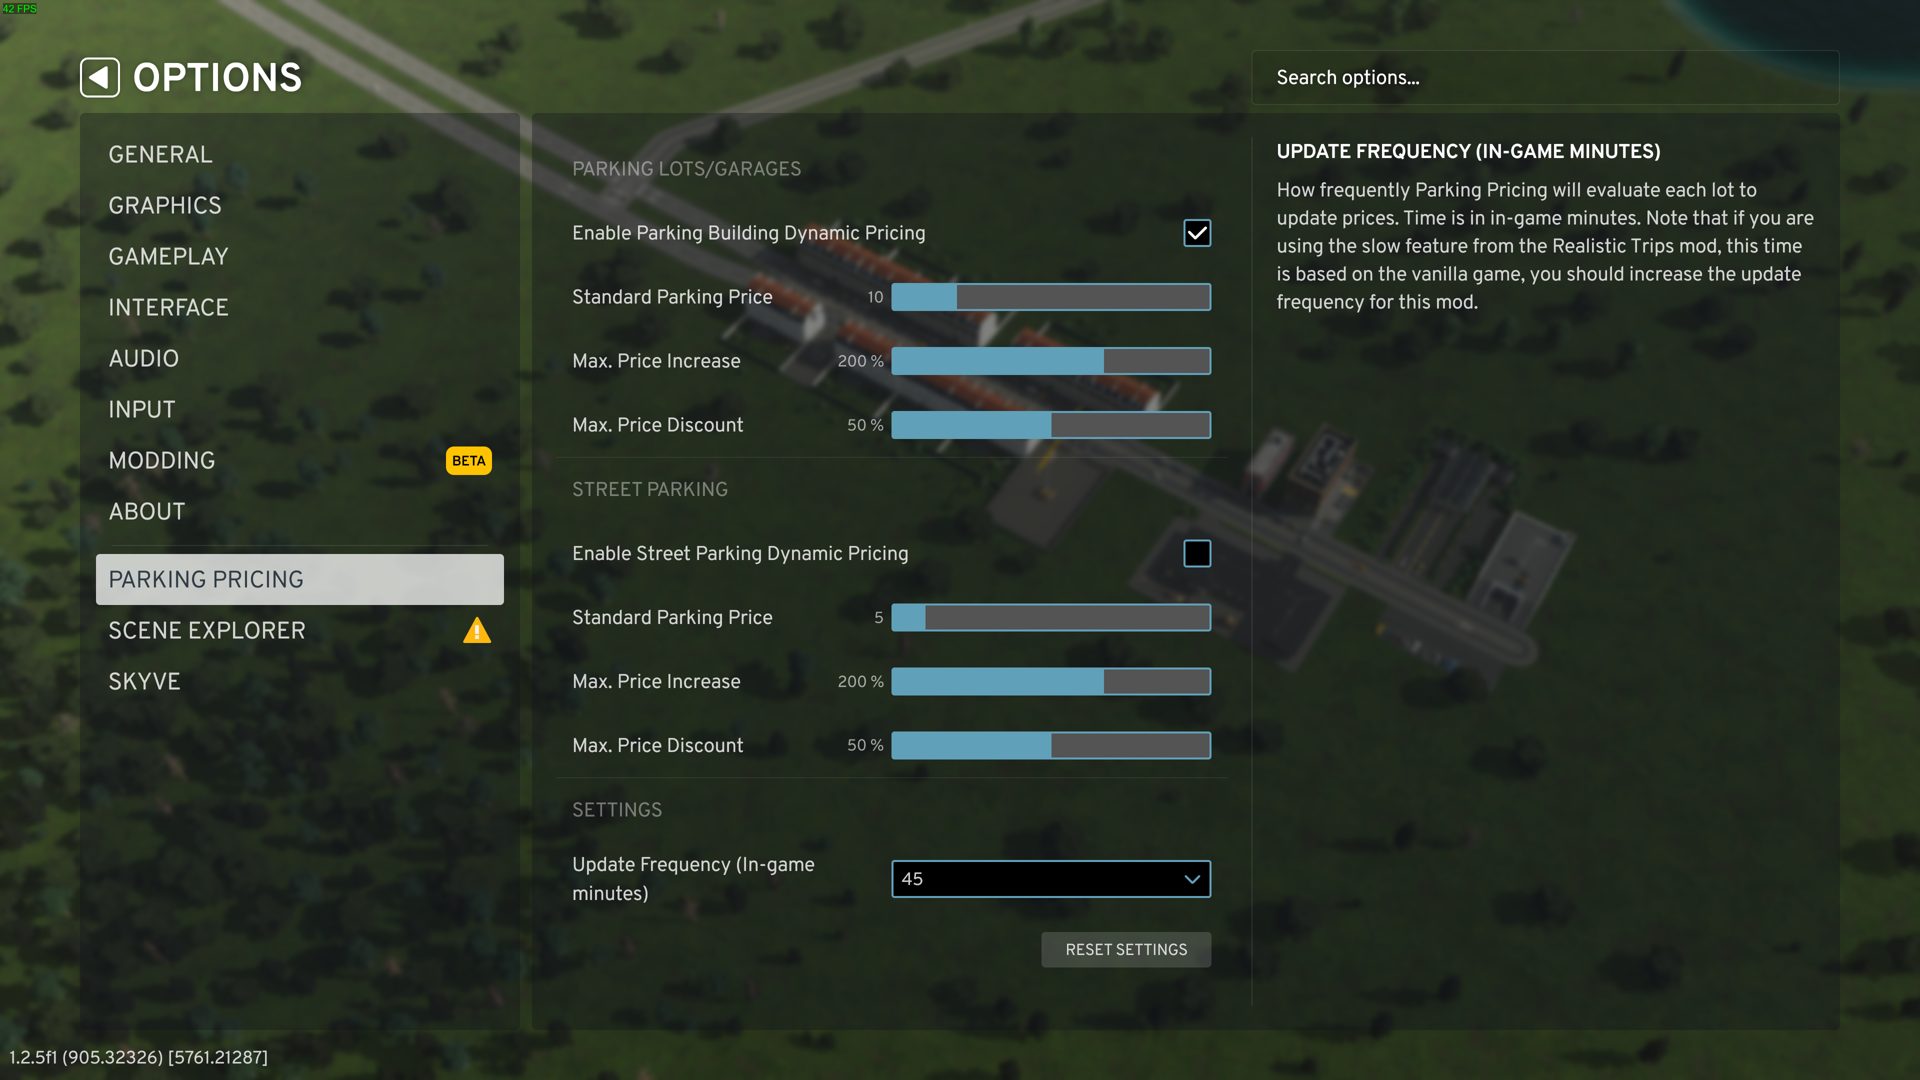 42 FPS
OPTIONS
Search options...
GENERAL
GRAPHICS
GAMEPLAY
INTERFACE
AUDIO
INPUT
MODDING
BETA
ABOUT
PARKING PRICING
SCENE EXPLORER
SKYVE
PARKING LOTS/GARAGES
Enable Parking Building Dynamic Pricing
Standard Parking Price 10
Max. Price Increase 200 %
Max. Price Discount 50 %
STREET PARKING
Enable Street Parking Dynamic Pricing
Standard Parking Price 5
Max. Price Increase 200 %
Max. Price Discount 50 %
SETTINGS
Update Frequency (In-game
minutes)
45
RESET SETTINGS
UPDATE FREQUENCY (IN-GAME MINUTES)
How frequently Parking Pricing will evaluate each lot to
update prices. Time is in in-game minutes. Note that if you are
using the slow feature from the Realistic Trips mod, this time
is based on the vanilla game, you should increase the update
frequency for this mod.
1.2.5f1 (905.32326) [5761.21287]